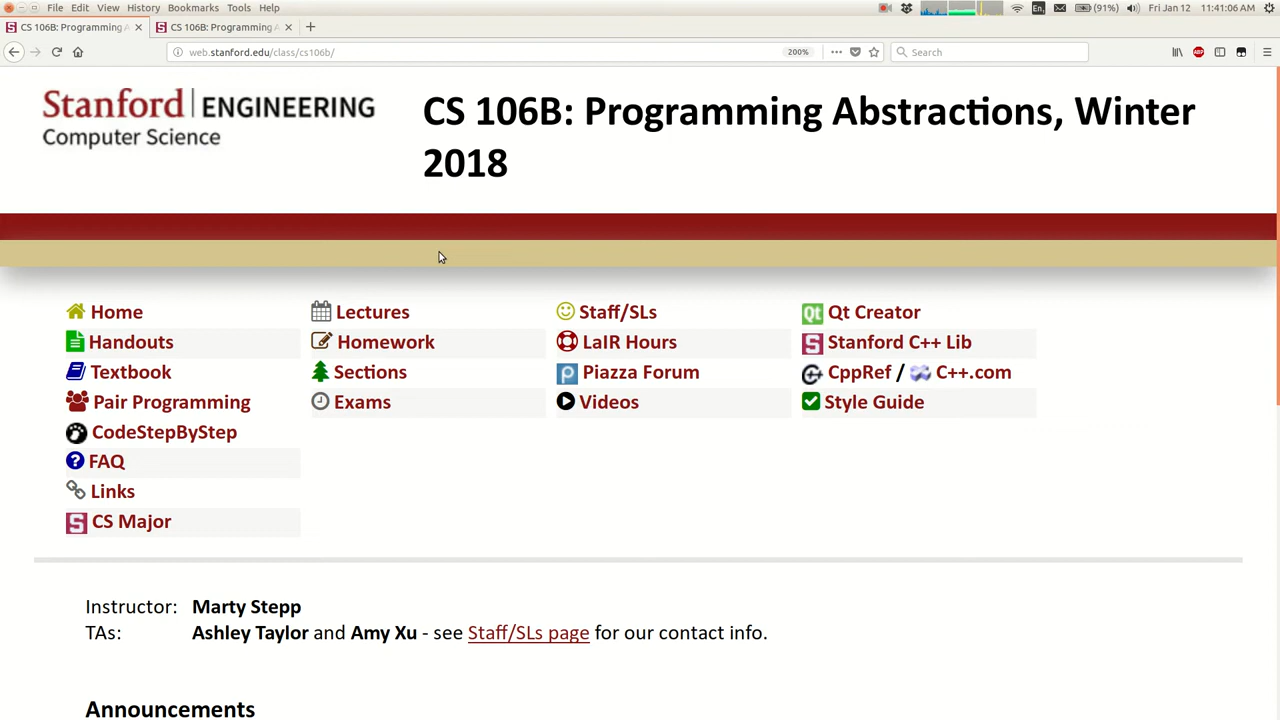 File Edit View History Bookmarks Tools Help
En (91%) Fri Jan 12 11:41:06 AM
CS 106B: Programming A
CS 106B: Programming A
web.stanford.edu/class/cs106b/
200%
Search
ABP
Stanford ENGINEERING
Computer Science
CS 106B: Programming Abstractions, Winter
2018
Home
Lectures
Staff/SLs
Qt Creator
Handouts
Homework
LaIR Hours
Stanford C++ Lib
Textbook
Sections
Piazza Forum
CppRef / C++.com
Pair Programming
Exams
Videos
Style Guide
CodeStepByStep
FAQ
Links
CS Major
Instructor: Marty Stepp
TAs: Ashley Taylor and Amy Xu - see Staff/SLs page for our contact info.
Announcements